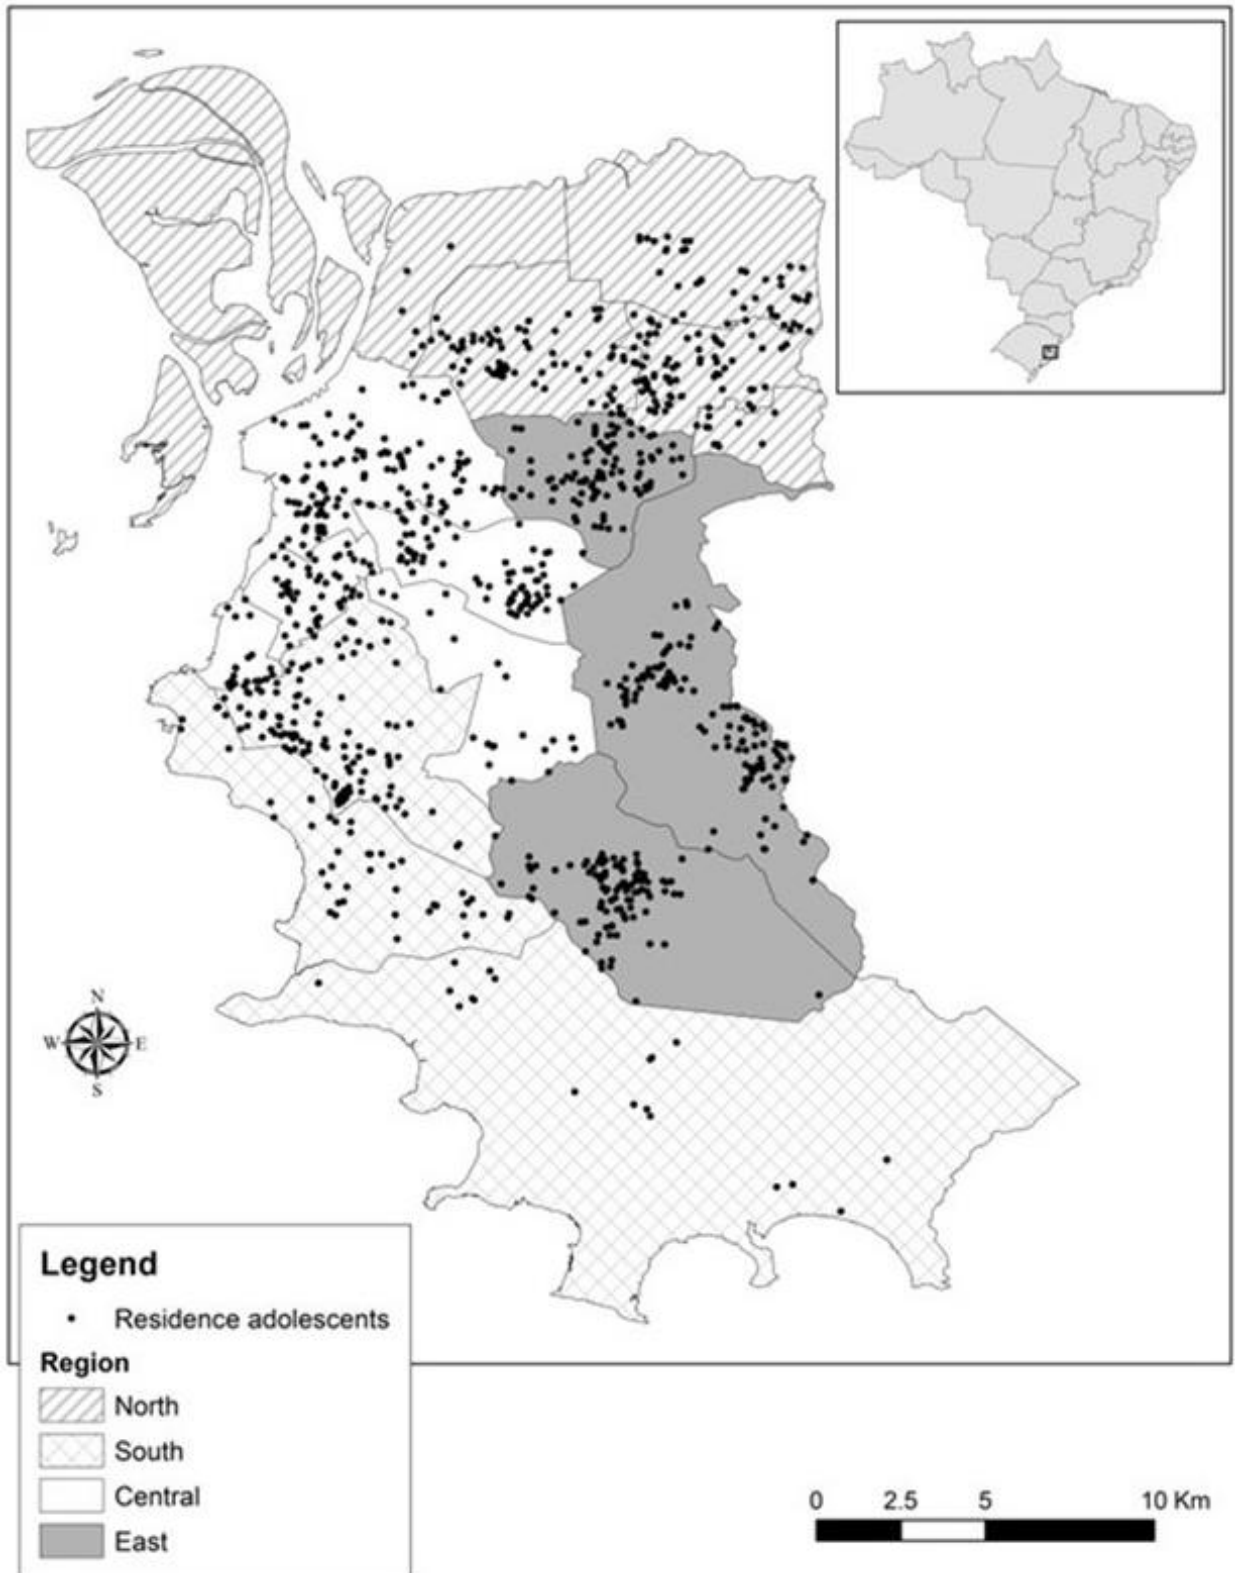 N
W E
S
Legend
Residence adolescents
Region
North
South
Central
East
0 2.5 5 10 Km